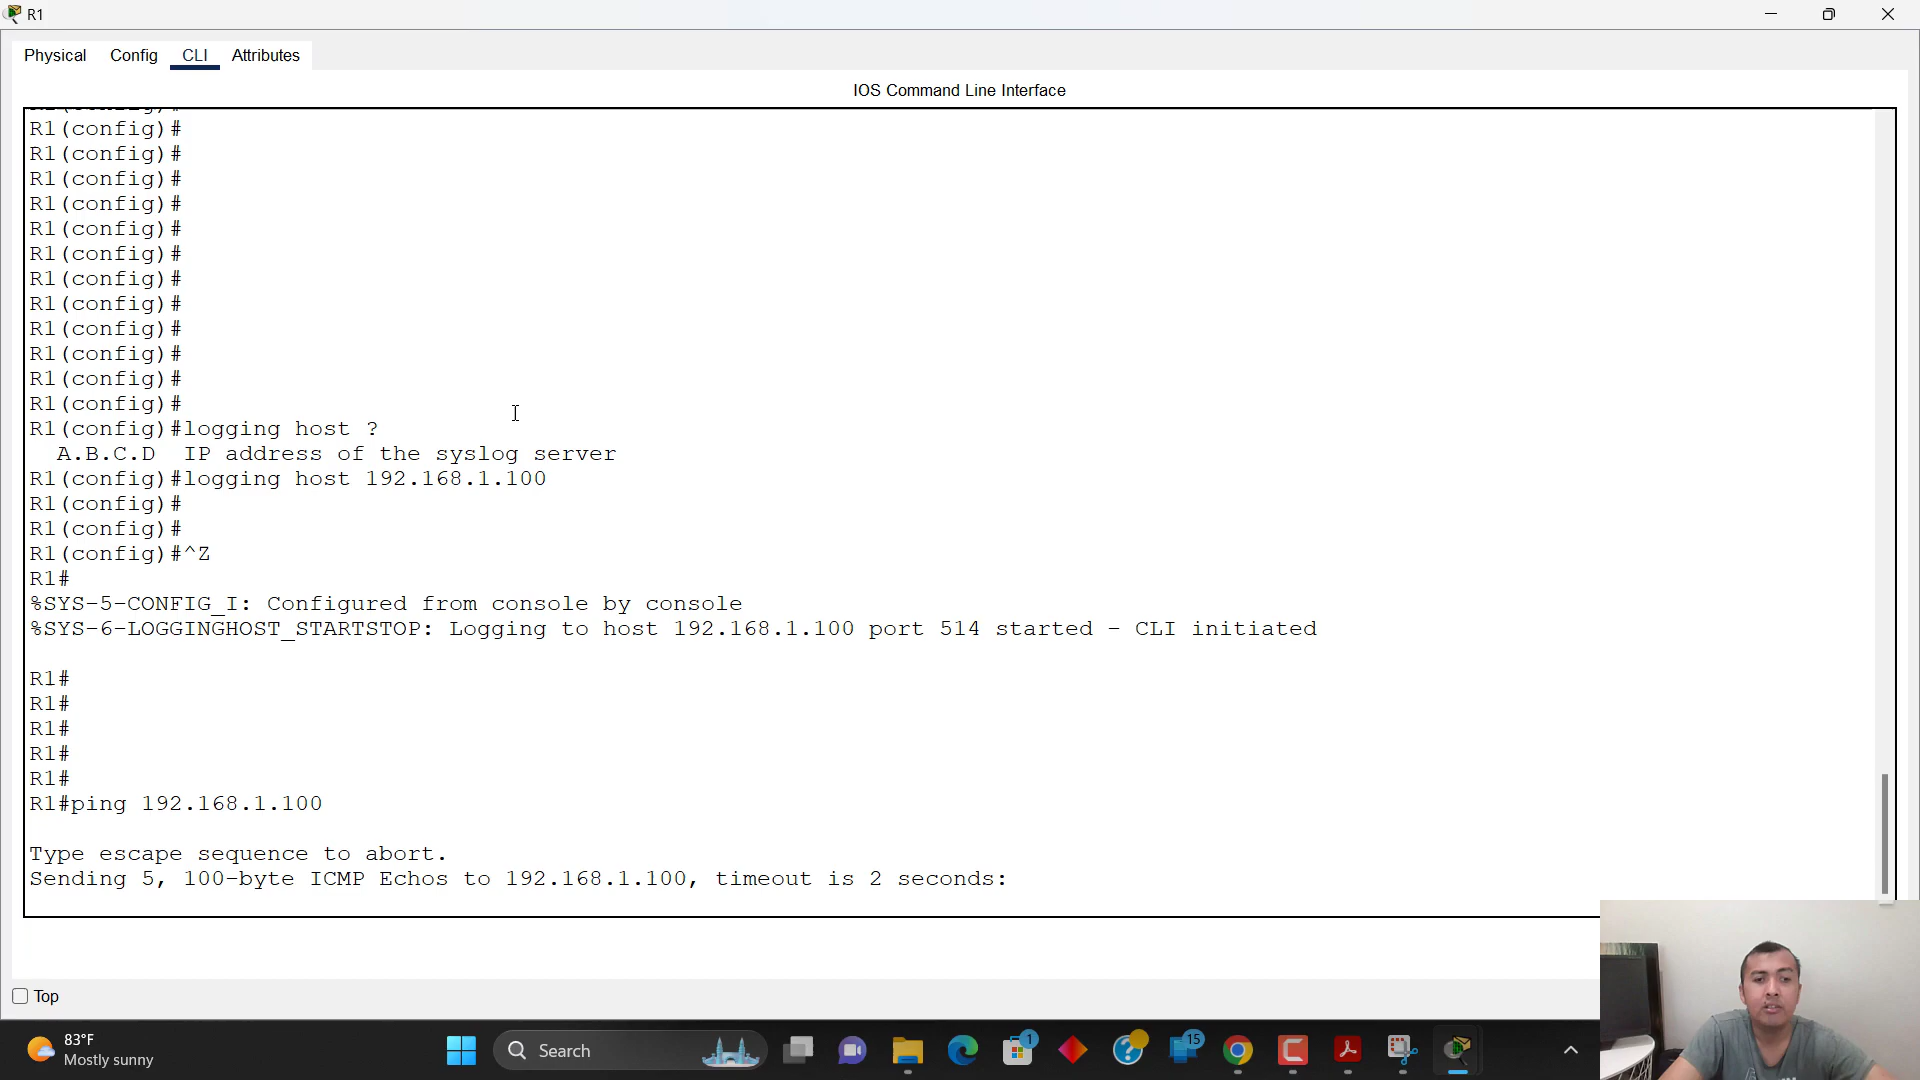 R1
Physical Config CLI Attributes
IOS Command Line Interface
R1(config)#
R1(config)#
R1(config)#
R1(config)#
R1(config)#
R1(config)#
R1(config)#
R1(config)#
R1(config)#
R1(config)#
R1(config)#
R1(config)#
R1(config)#logging host ?
A.B.C.D IP address of the syslog server
R1(config)#logging host 192.168.1.100
R1(config)#
R1(config)#
R1(config)#^Z
R1#
%SYS-5-CONFIG_I: Configured from console by console
%SYS-6-LOGGINGHOST_STARTSTOP: Logging to host 192.168.1.100 port 514 started - CLI initiated
R1#
R1#
R1#
R1#
R1#
R1#ping 192.168.1.100
Type escape sequence to abort.
Sending 5, 100-byte ICMP Echos to 192.168.1.100, timeout is 2 seconds:
Top
83°F
Mostly sunny
Search
1
15